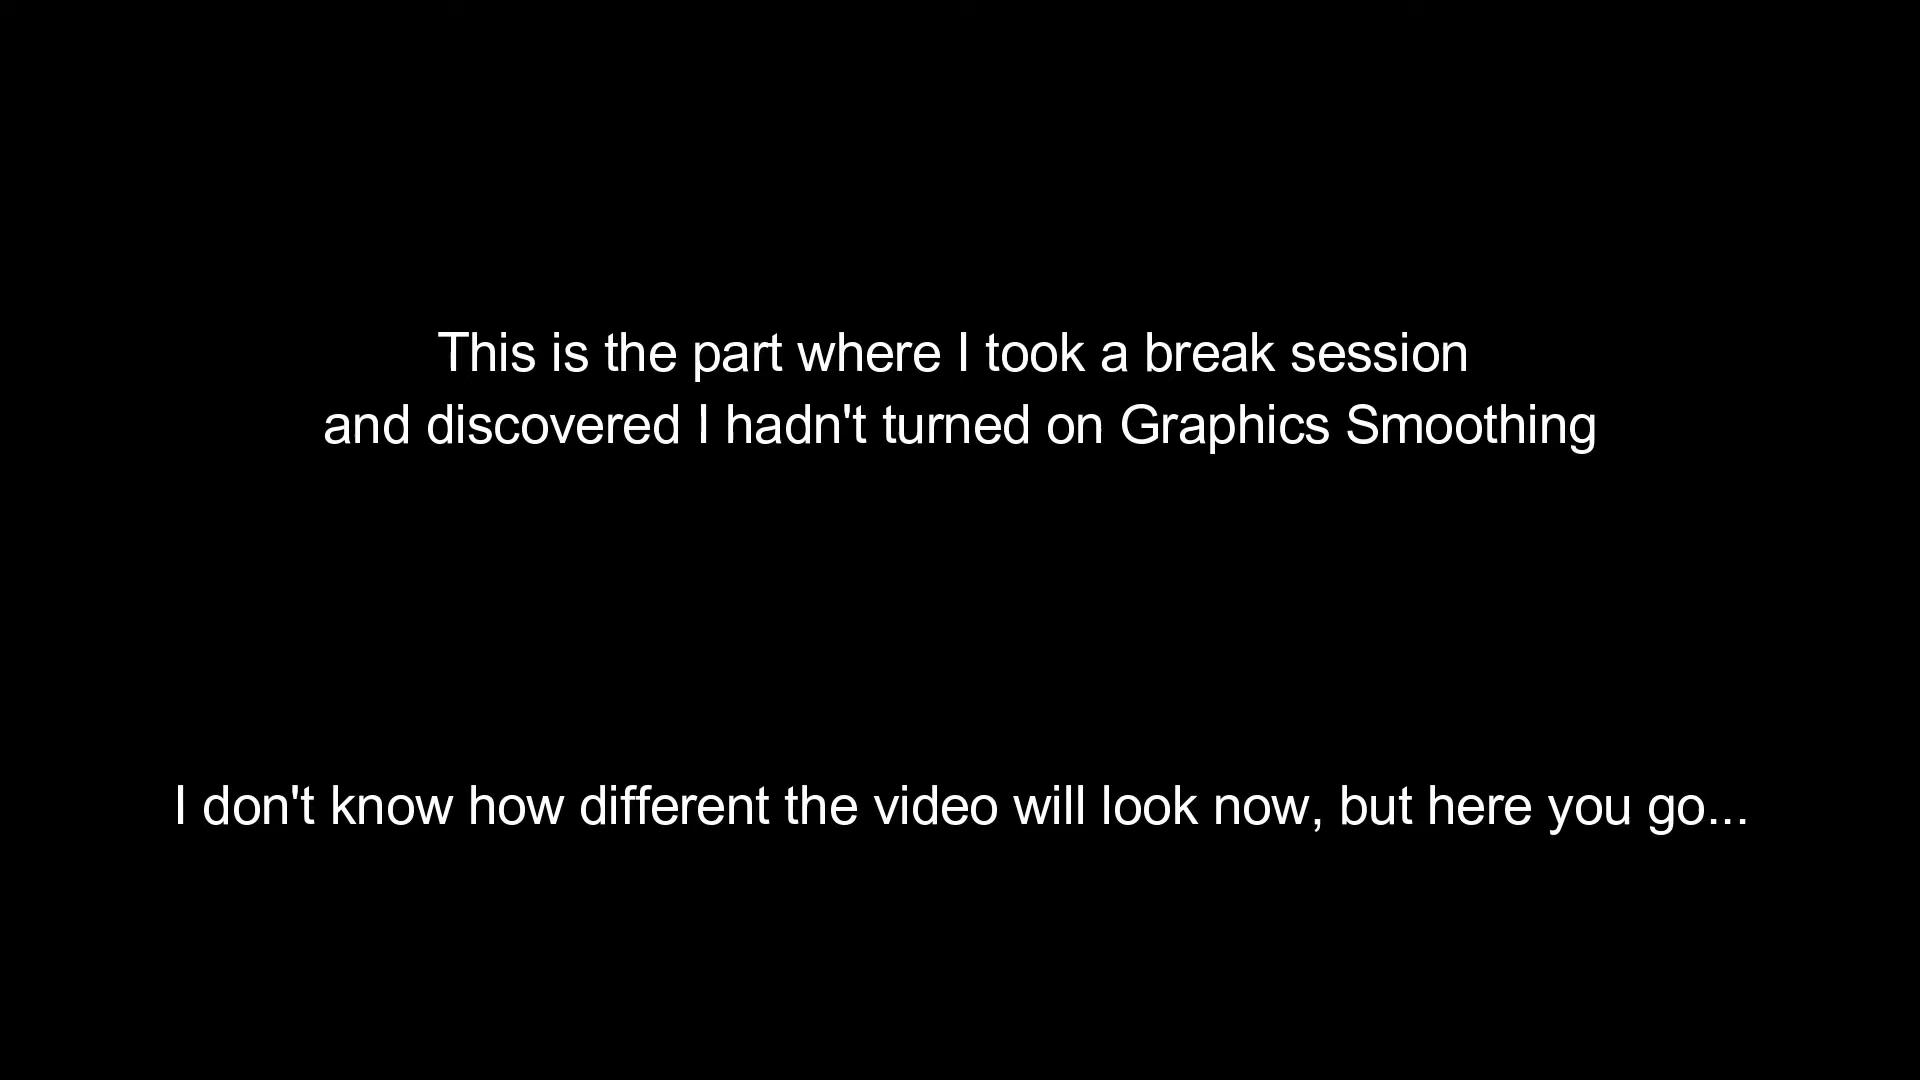 This is the part where I took a break session
and discovered I hadn't turned on Graphics Smoothing
I don't know how different the video will look now, but here you go...